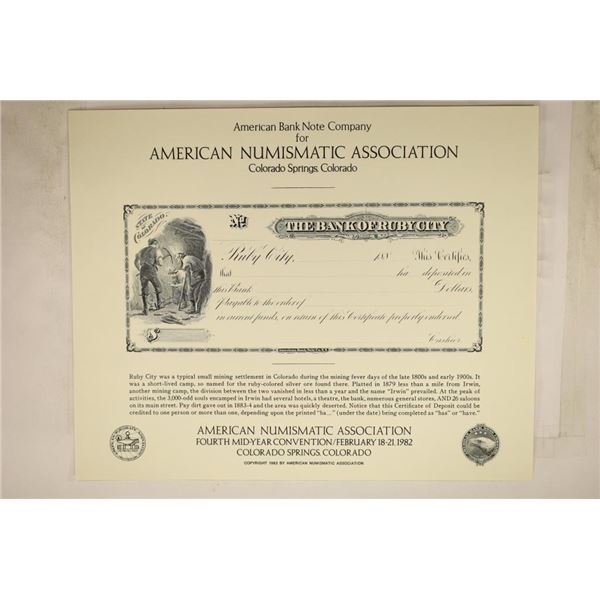 American Bank Note Company
for
AMERICAN NUMISMATIC ASSOCIATION
Colorado Springs, Colorado
STATE OF COLORADO.
No.
THE BANK OF RUBY CITY
Ruby City, 188 This Certifies,
that ha deposited in
this Bank Dollars,
payable to the order of
in current funds, on return of this Certificate properly endorsed
$ Cashier
American Bank Note Co. N.Y.
Ruby City was a typical small mining settlement in Colorado during the mining fever days of the late 1800s and early 1900s. It
was a short-lived camp, so named for the ruby-colored silver ore found there. Platted in 1879 less than a mile from Irwin,
another mining camp, the division between the two vanished in less than a year and the name "Irwin" prevailed. At the peak of
activities, the 3,000-odd souls encamped in Irwin had several hotels, a theatre, the bank, numerous general stores, AND 26 saloons
on its main street. Pay dirt gave out in 1883-4 and the area was quickly deserted. Notice that this Certificate of Deposit could be
credited to one person or more than one, depending upon the printed "ha..." (under the date) being completed as "has" or "have."
AMERICAN NUMISMATIC ASSOCIATION
FOURTH MID-YEAR CONVENTION/FEBRUARY 18-21, 1982
COLORADO SPRINGS, COLORADO
COPYRIGHT 1982 BY AMERICAN NUMISMATIC ASSOCIATION